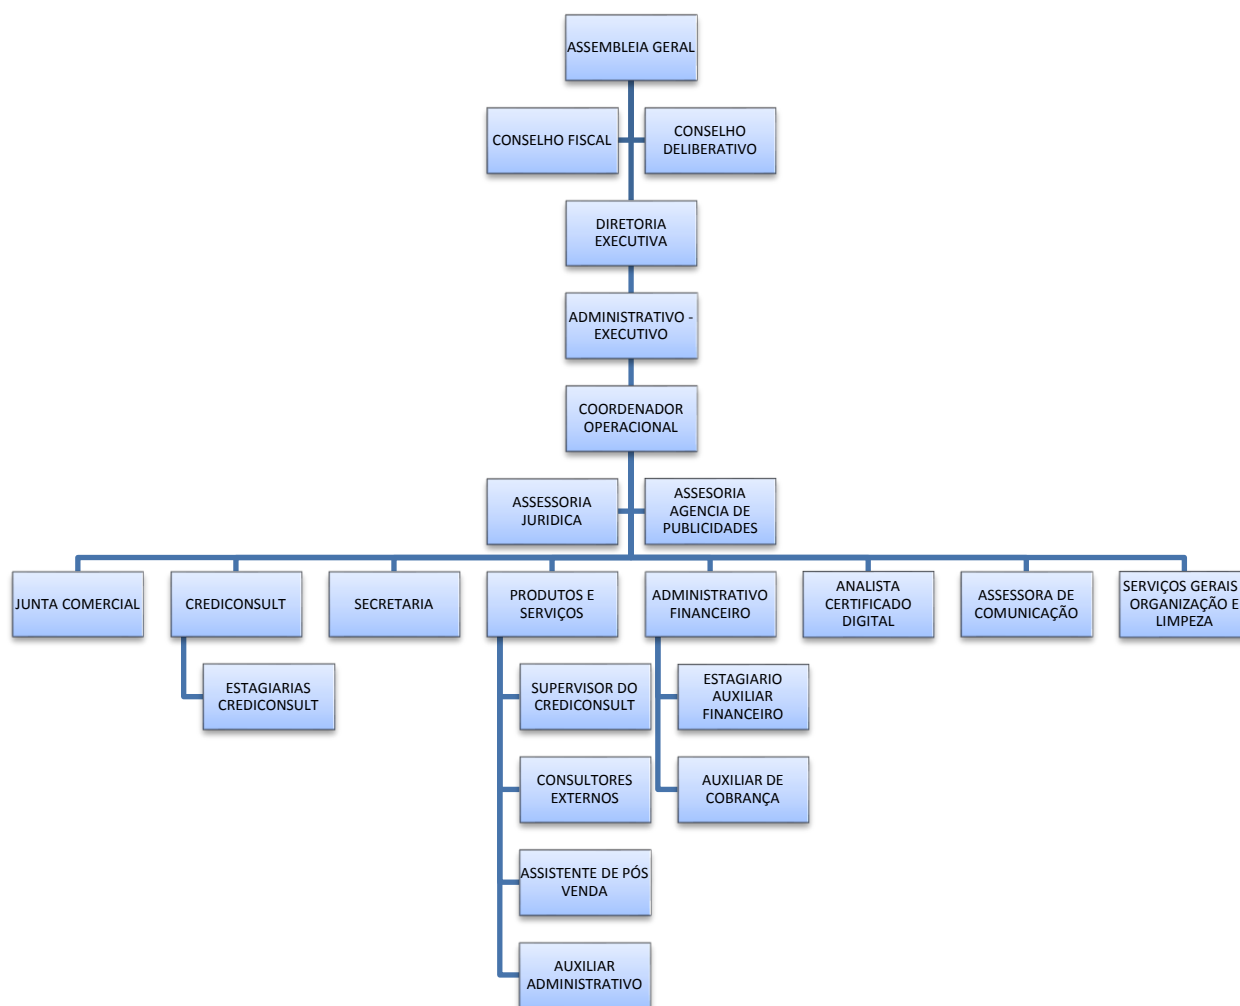 ASSEMBLEIA GERAL
CONSELHO FISCAL
CONSELHO
DELIBERATIVO
DIRETORIA
EXECUTIVA
ADMINISTRATIVO -
EXECUTIVO
COORDENADOR
OPERACIONAL
ASSESSORIA
JURIDICA
ASSESORIA
AGENCIA DE
PUBLICIDADES
JUNTA COMERCIAL
CREDICONSULT
SECRETARIA
PRODUTOS E
SERVIÇOS
ADMINISTRATIVO
FINANCEIRO
ANALISTA
CERTIFICADO
DIGITAL
ASSESSORA DE
COMUNICAÇÃO
SERVIÇOS GERAIS
ORGANIZAÇÃO E
LIMPEZA
ESTAGIARIAS
CREDICONSULT
SUPERVISOR DO
CREDICONSULT
ESTAGIARIO
AUXILIAR
FINANCEIRO
CONSULTORES
EXTERNOS
AUXILIAR DE
COBRANÇA
ASSISTENTE DE PÓS
VENDA
AUXILIAR
ADMINISTRATIVO